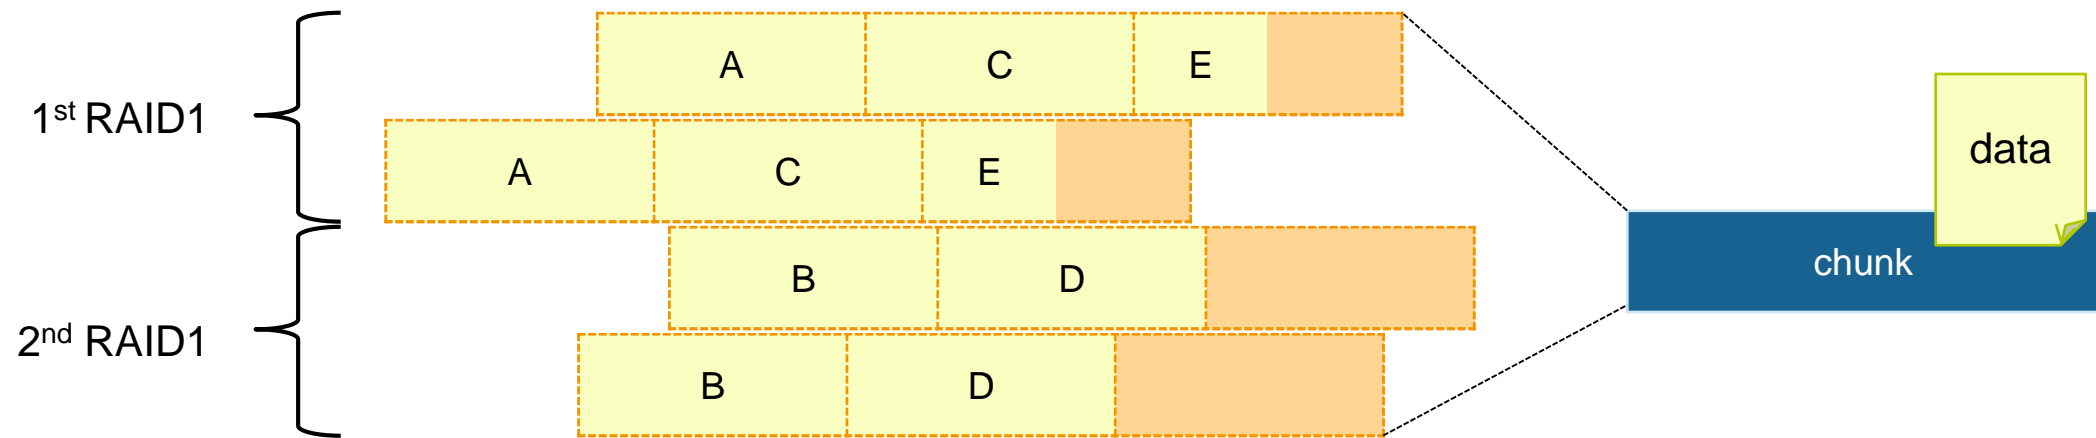 1st RAID1
A C E
A C E
data
chunk
B D
2nd RAID1
B D